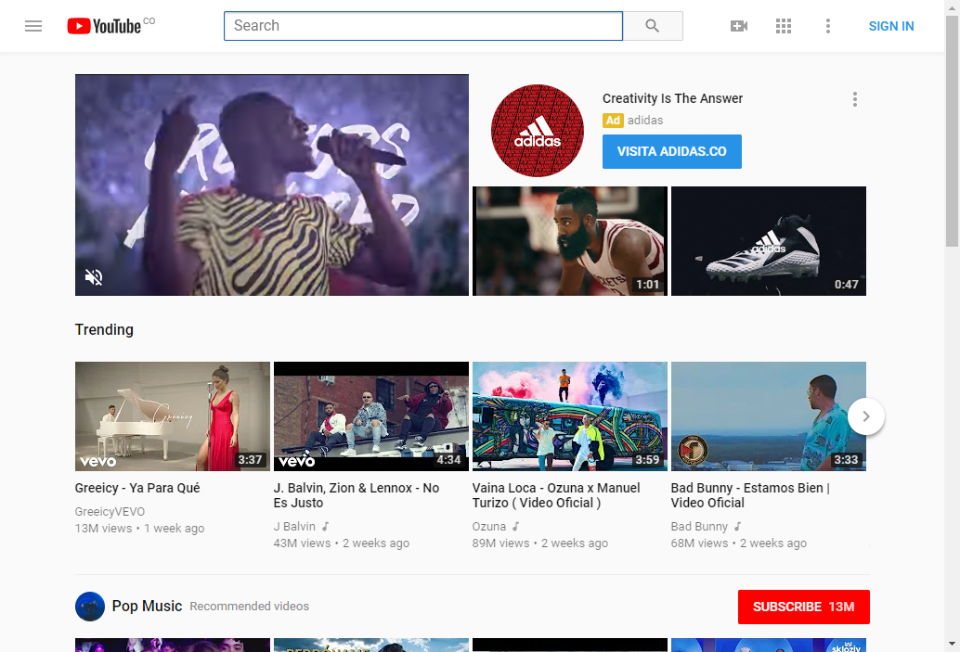 YouTube CO
Search
SIGN IN
Creativity Is The Answer
Ad adidas
VISITA ADIDAS.CO
adidas
adidas
1:01
0:47
Trending
Greeicy
vevo
3:37
vevo
4:34
3:59
3:33
Greeicy - Ya Para Qué
GreeicyVEVO
13M views • 1 week ago
J. Balvin, Zion & Lennox - No
Es Justo
J Balvin
43M views • 2 weeks ago
Vaina Loca - Ozuna x Manuel
Turizo ( Video Oficial )
Ozuna
89M views • 2 weeks ago
Bad Bunny - Estamos Bien |
Video Oficial
Bad Bunny
68M views • 2 weeks ago
Pop Music Recommended videos
SUBSCRIBE 13M